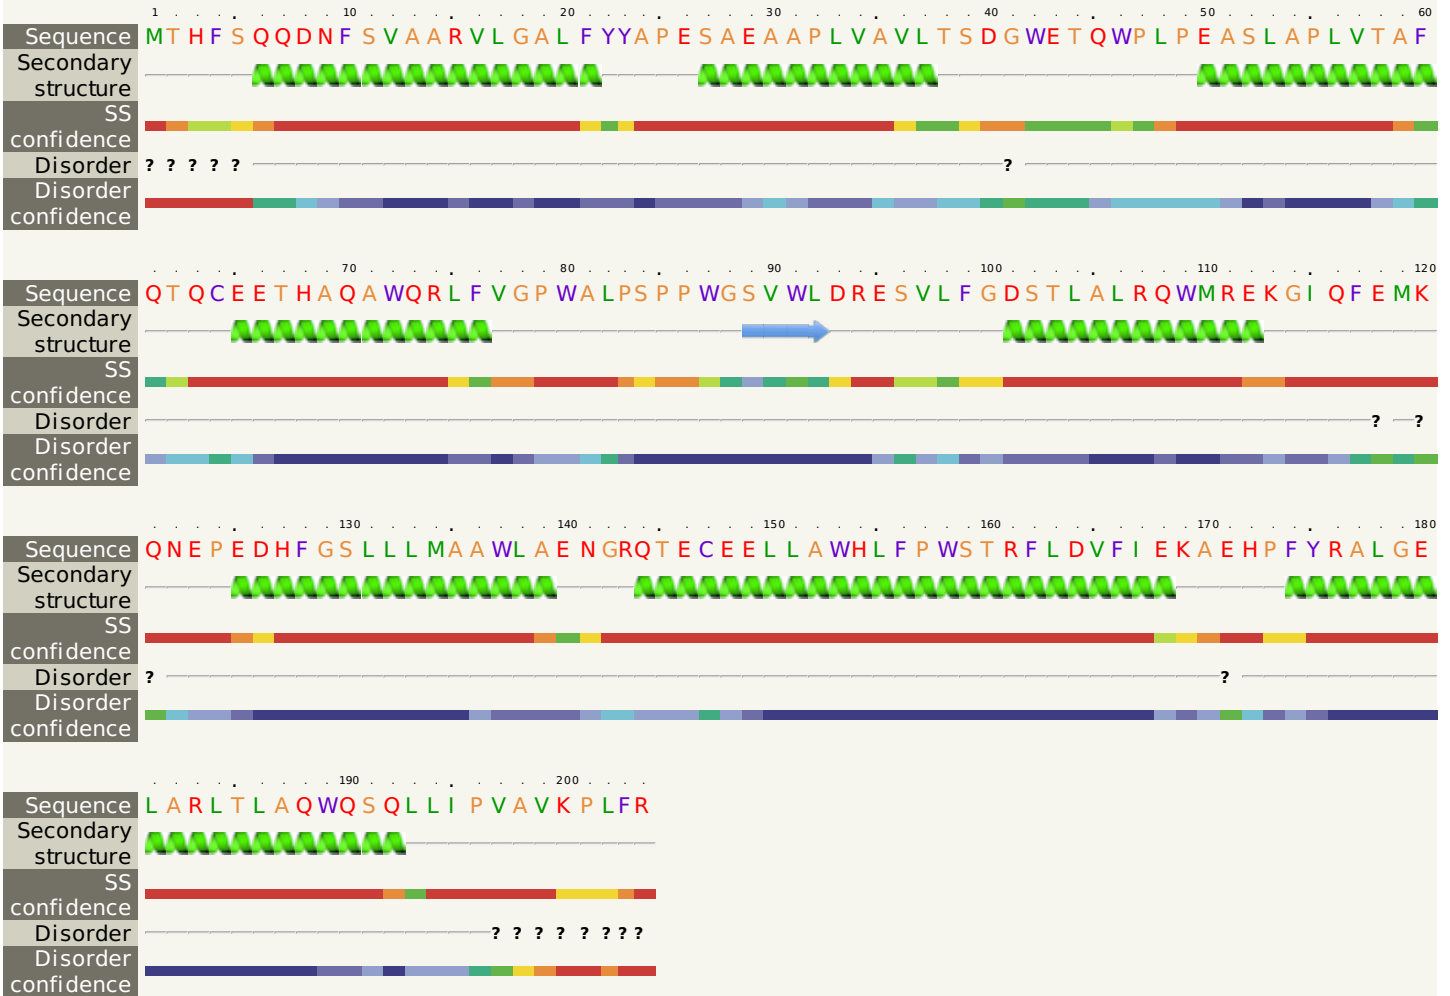 1 10 20 30 40 50 60
Sequence MTHFSQQDNFSVAARVLGALFYYAPESAEAAPLVAVLTSDGWETQWPLPEASLAPLVTAF
Secondary
structure
SS
confidence
Disorder ? ? ? ? ? ?
Disorder
confidence
70 80 90 100 110 120
Sequence QTQCEETHAQAWQRLFVGPWALPSPPWGSVWLDRESVLFGDSTLALRQWMREKGIQFEMK
Secondary
structure
SS
confidence
Disorder ? ?
Disorder
confidence
130 140 150 160 170 180
Sequence QNEPEDHFGSLLLMAAWLAENGRQTECEELLAWHLFPWSTRFLDVFIEKAEHPFYRALGE
Secondary
structure
SS
confidence
Disorder ? ?
Disorder
confidence
190 200
Sequence LARLTLAQWQSQLLIPVAVKPLFR
Secondary
structure
SS
confidence
Disorder ? ? ? ? ? ? ? ?
Disorder
confidence